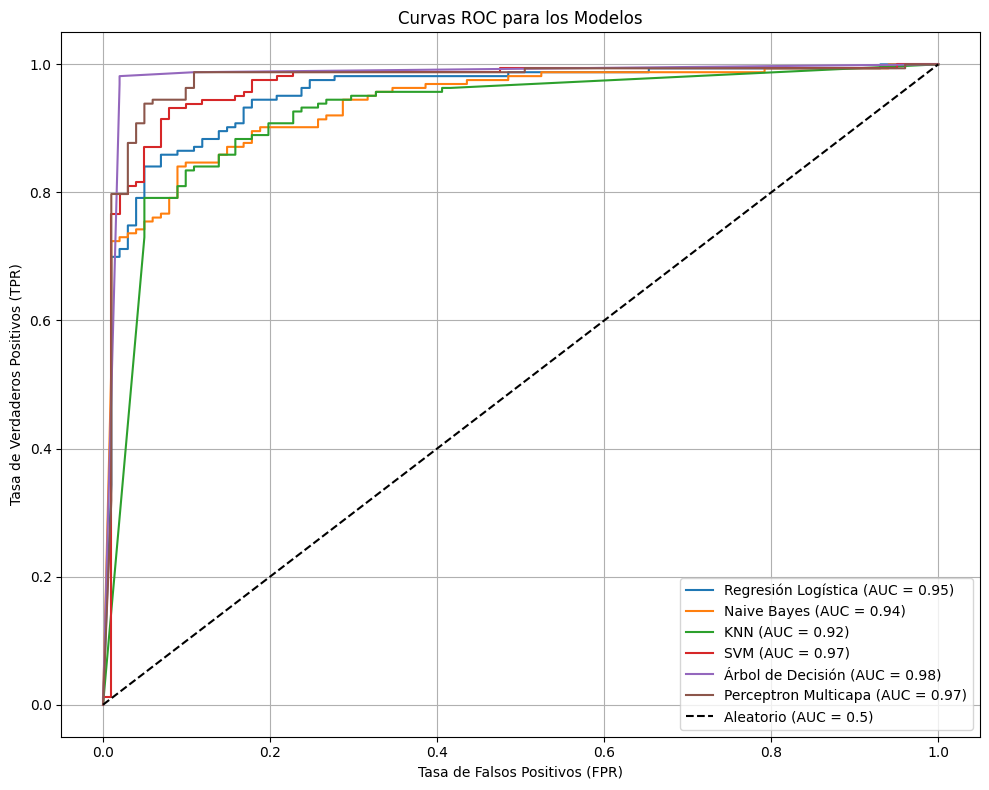 Curvas ROC para los Modelos
Tasa de Verdaderos Positivos (TPR)
1.0
0.8
0.6
0.4
0.2
0.0
0.0 0.2 0.4 0.6 0.8 1.0
Tasa de Falsos Positivos (FPR)
Regresión Logística (AUC = 0.95)
Naive Bayes (AUC = 0.94)
KNN (AUC = 0.92)
SVM (AUC = 0.97)
Árbol de Decisión (AUC = 0.98)
Perceptron Multicapa (AUC = 0.97)
Aleatorio (AUC = 0.5)